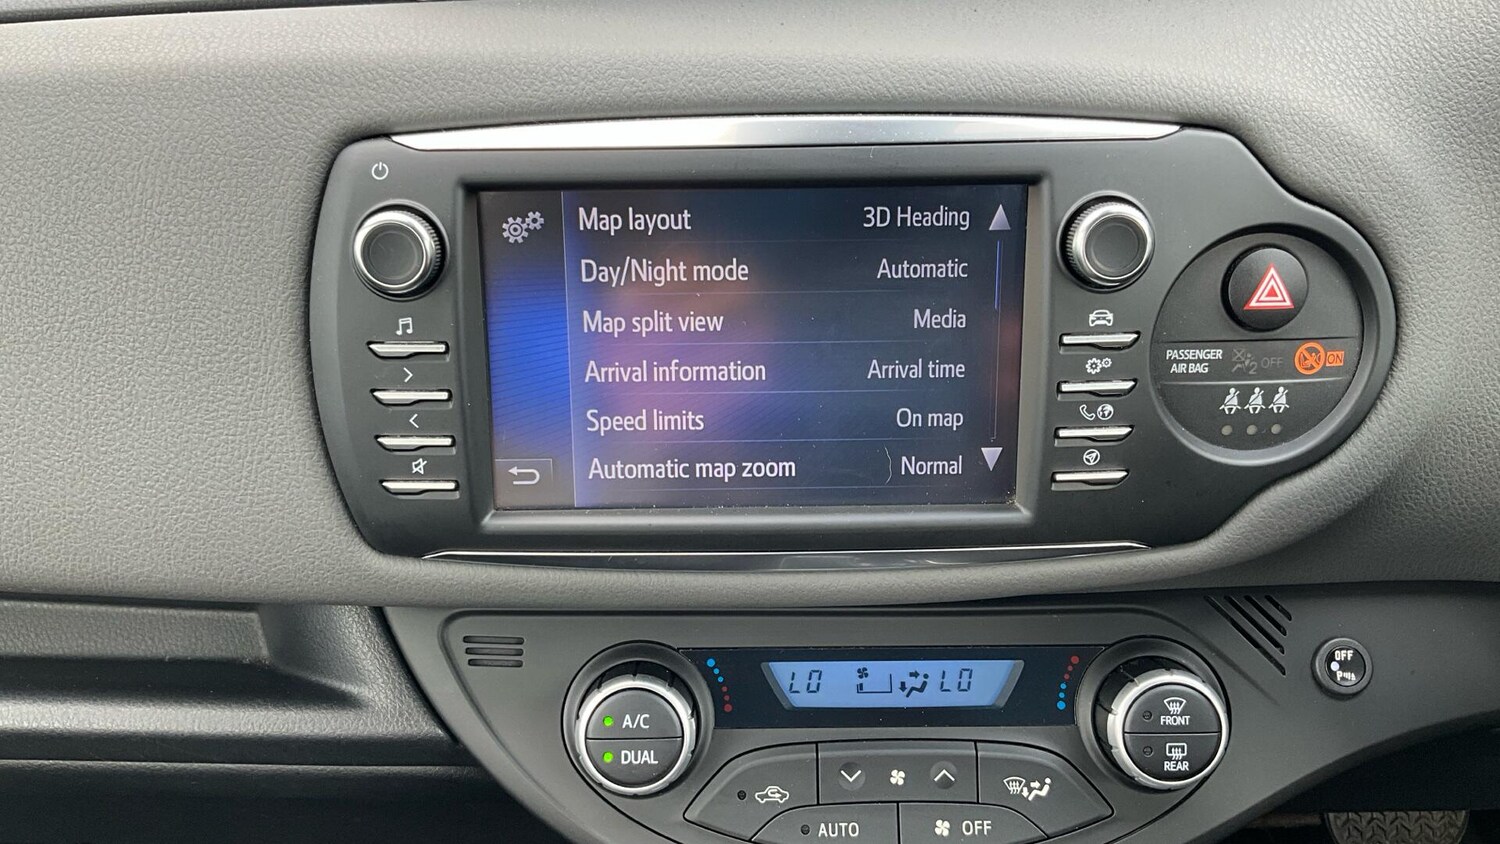 Map layout 3D Heading
Day/Night mode Automatic
Map split view Media
Arrival information Arrival time
Speed limits On map
Automatic map zoom Normal
PASSENGER
AIR BAG
2 OFF
ON
LO LO
OFF
A/C
DUAL
FRONT
REAR
AUTO
OFF